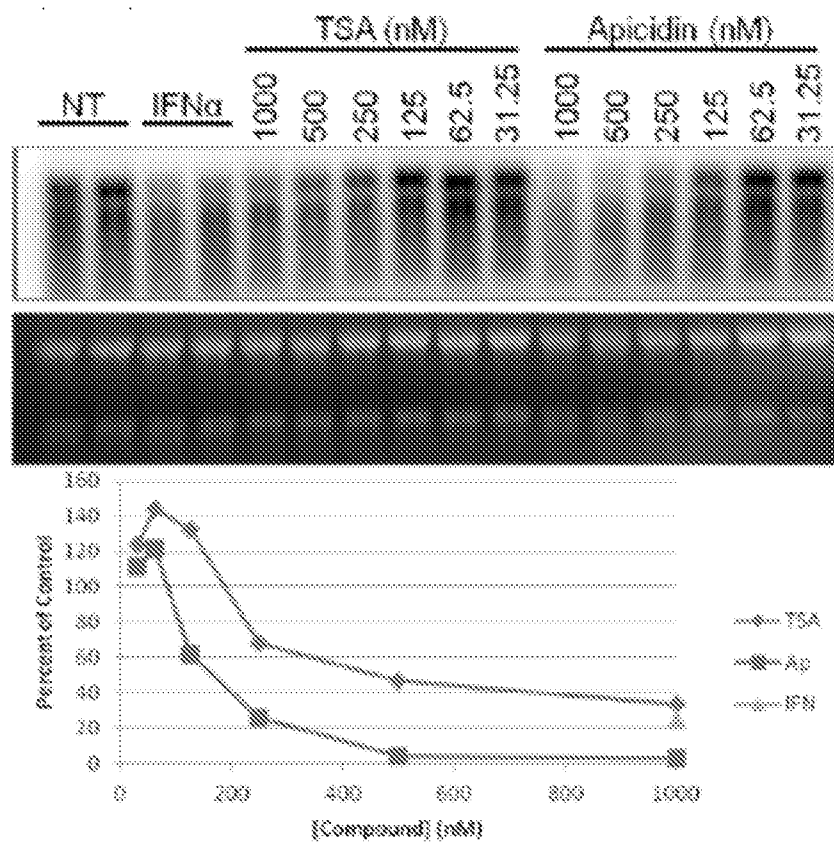 TSA (nM) Apicidin (nM)
NT IFNα 1000 500 250 125 62.5 31.25 1000 500 250 125 62.5 31.25
160
140
120
100
80
60
40
20
0
Percent of Control
0 200 400 600 800 1000
[Compound] (nM)
TSA
Ap
IFN